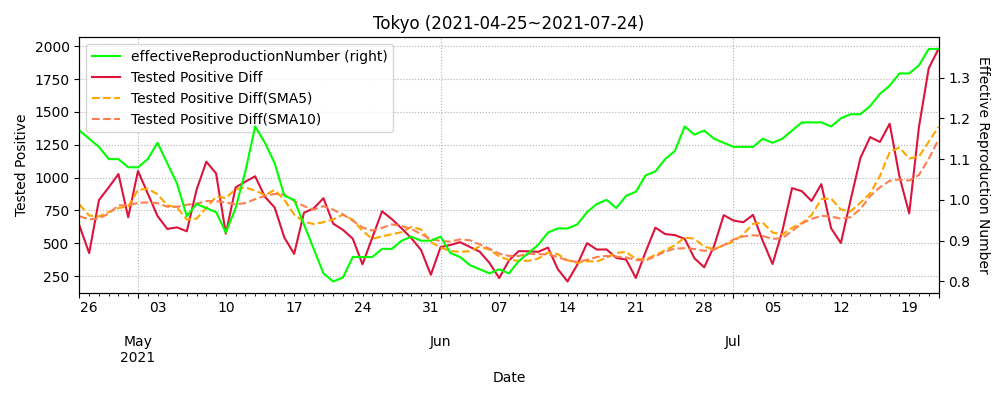 Tokyo (2021-04-25~2021-07-24)
effectiveReproductionNumber (right)
Tested Positive Diff
Tested Positive Diff(SMA5)
Tested Positive Diff(SMA10)
Tested Positive
2000
1750
1500
1250
1000
750
500
250
Effective Reproduction Number
1.3
1.2
1.1
1.0
0.9
0.8
26 03 10 17 24 31 07 14 21 28 05 12 19
May Jun Jul
2021
Date